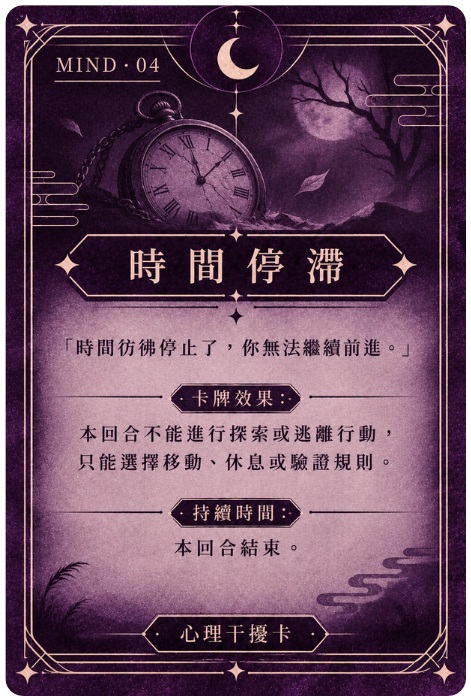 MIND·04
時間停滯
「時間彷彿停止了，你無法繼續前進。」
卡牌效果：
本回合不能進行探索或逃離行動，
只能選擇移動、休息或驗證規則。
持續時間：
本回合結束。
心理干擾卡